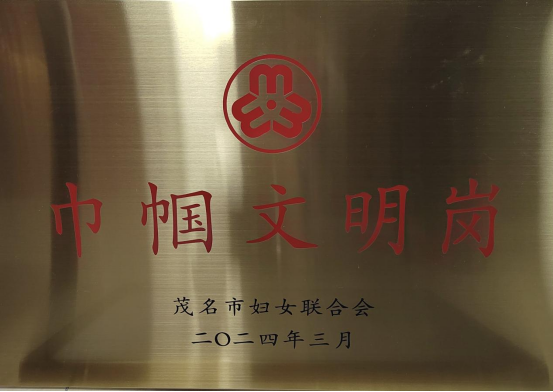 巾帼文明岗
茂名市妇女联合会
二〇二四年三月